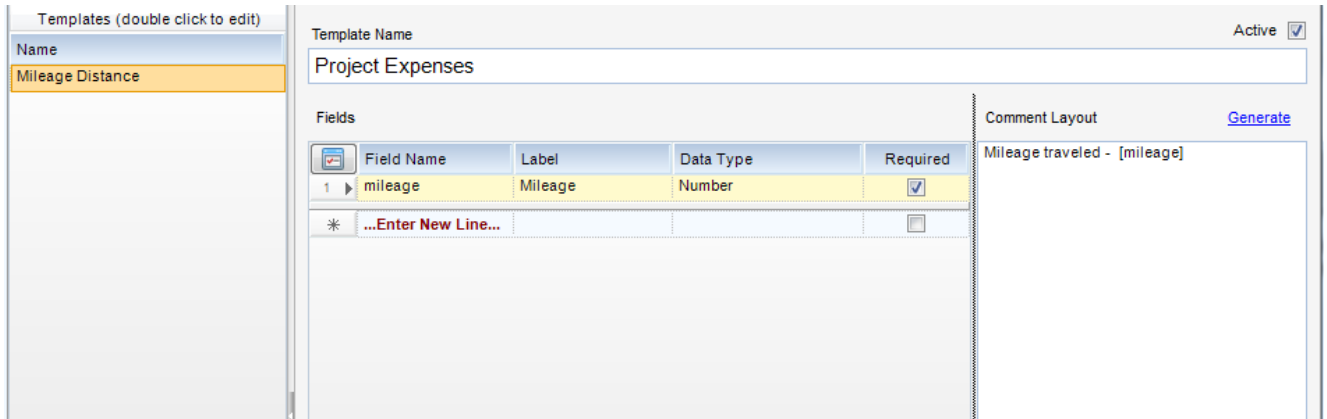 Templates (double click to edit)
Name
Mileage Distance
Template Name
Active
Project Expenses
Fields
Field Name Label Data Type Required
1 mileage Mileage Number
...Enter New Line...
Comment Layout Generate
Mileage traveled - [mileage]